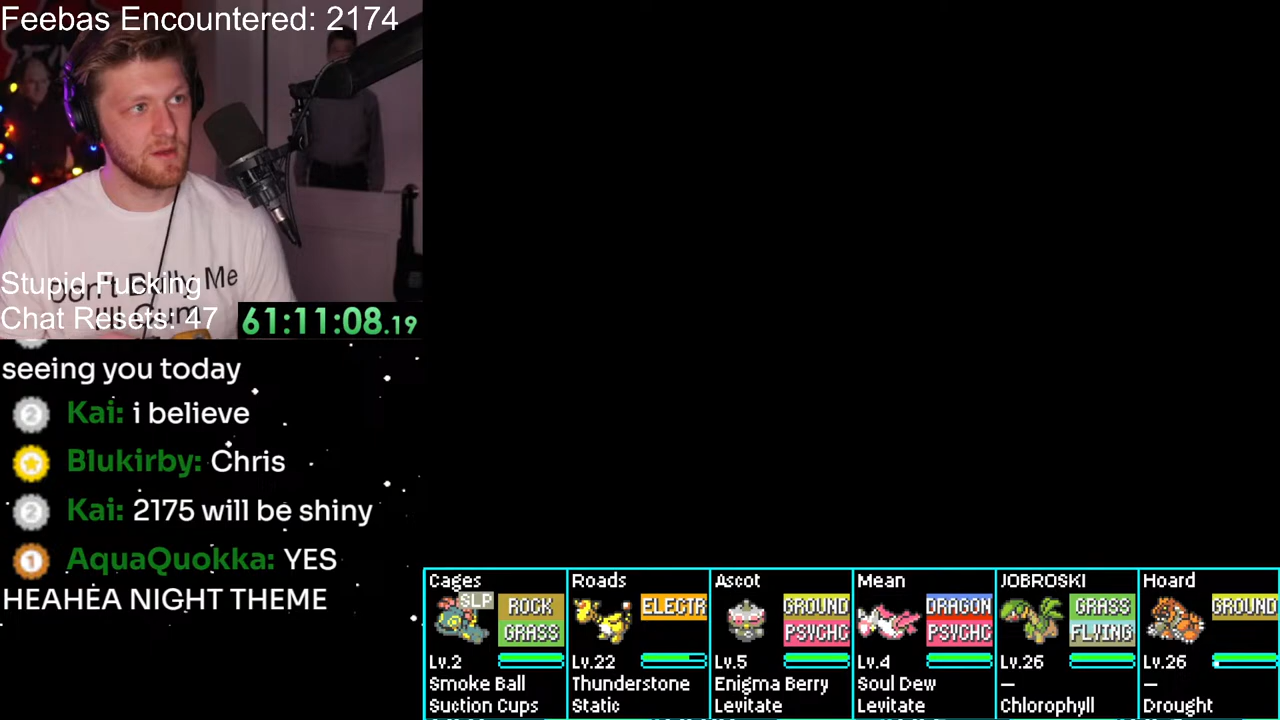 Feebas Encountered: 2174
Don't Bully Me
Stupid Fucking
Chat Resets: 47
61:11:08.19
seeing you today
Kai: i believe
Blukirby: Chris
Kai: 2175 will be shiny
AquaQuokka: YES
HEAHEA NIGHT THEME
Cages
SLP
ROCK
GRASS
Lv.2
Smoke Ball
Suction Cups
Roads
ELECTR
Lv.22
Thunderstone
Static
Ascot
GROUND
PSYCHC
Lv.5
Enigma Berry
Levitate
Mean
DRAGON
PSYCHC
Lv.4
Soul Dew
Levitate
JOBROSKI
GRASS
FLYING
Lv.26
—
Chlorophyll
Hoard
GROUND
Lv.26
—
Drought